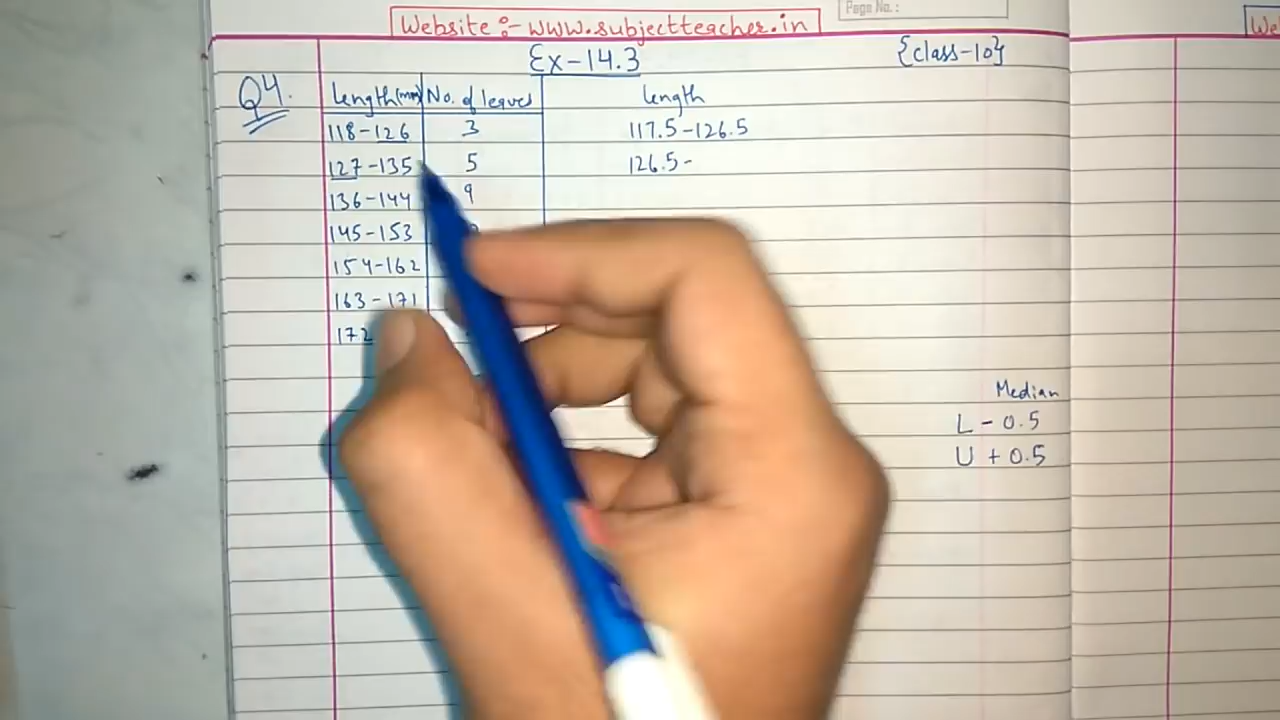 Page No.:
Website :- www.subjectteacher.in
We
Ex-14.3
{class-10}
Q4.
Length(mm) No. of leaves Length
118-126 3 117.5-126.5
127-135 5 126.5-
136-144 9
145-153
154-162
163-171
172
Median
L - 0.5
U + 0.5